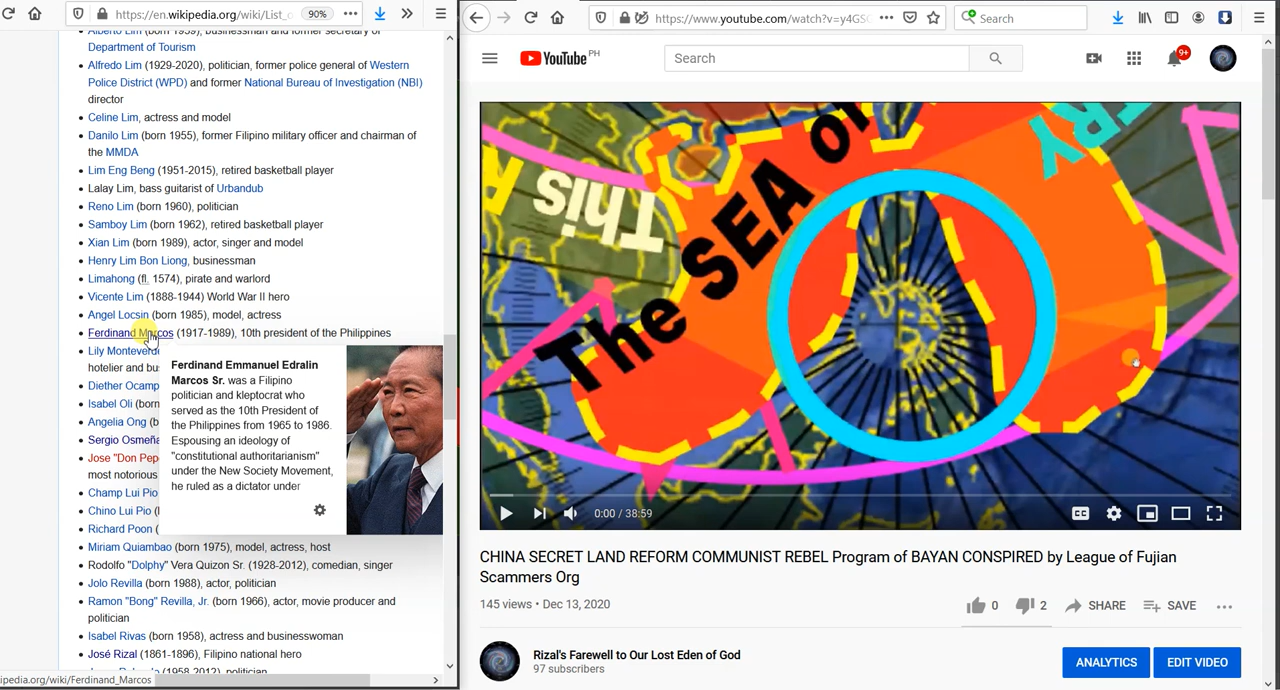 https://en.wikipedia.org/wiki/List_o
90%
Alberto Lim (born 1939), businessman and former secretary of
Department of Tourism
Alfredo Lim (1929-2020), politician, former police general of Western
Police District (WPD) and former National Bureau of Investigation (NBI)
director
Celine Lim, actress and model
Danilo Lim (born 1955), former Filipino military officer and chairman of
the MMDA
Lim Eng Beng (1951-2015), retired basketball player
Lalay Lim, bass guitarist of Urbandub
Reno Lim (born 1960), politician
Samboy Lim (born 1962), retired basketball player
Xian Lim (born 1989), actor, singer and model
Henry Lim Bon Liong, businessman
Limahong (fl. 1574), pirate and warlord
Vicente Lim (1888-1944) World War II hero
Angel Locsin (born 1985), model, actress
Ferdinand Marcos (1917-1989), 10th president of the Philippines
Lily Monteverde
hotelier and bu
Diether Ocamp
Isabel Oli (born
Angelia Ong (b
Sergio Osmeña
Jose "Don Pep
most notorious
Champ Lui Pio
Chino Lui Pio (
Richard Poon (
Miriam Quiambao (born 1975), model, actress, host
Rodolfo "Dolphy" Vera Quizon Sr. (1928-2012), comedian, singer
Jolo Revilla (born 1988), actor, politician
Ramon "Bong" Revilla, Jr. (born 1966), actor, movie producer and
politician
Isabel Rivas (born 1958), actress and businesswoman
José Rizal (1861-1896), Filipino national hero
(1958-2012), politician
Ferdinand Emmanuel Edralin
Marcos Sr. was a Filipino
politician and kleptocrat who
served as the 10th President of
the Philippines from 1965 to 1986.
Espousing an ideology of
"constitutional authoritarianism"
under the New Society Movement,
he ruled as a dictator under
ipedia.org/wiki/Ferdinand_Marcos
https://www.youtube.com/watch?v=y4GS
Search
YouTube PH
Search
9+
This
The SEA of
ERY
0:00 / 38:59
CC
CHINA SECRET LAND REFORM COMMUNIST REBEL Program of BAYAN CONSPIRED by League of Fujian
Scammers Org
145 views • Dec 13, 2020
0
2
SHARE
SAVE
Rizal's Farewell to Our Lost Eden of God
97 subscribers
ANALYTICS
EDIT VIDEO